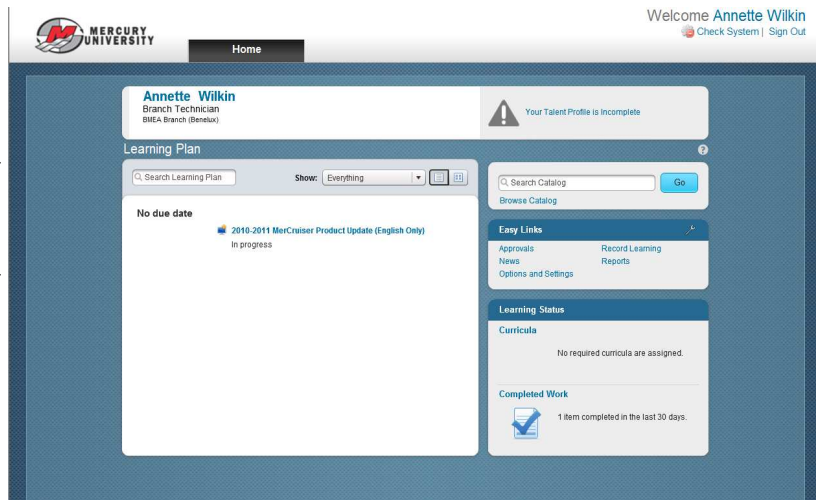 MERCURY
UNIVERSITY
Home
Welcome Annette Wilkin
Check System | Sign Out
Annette Wilkin
Branch Technician
BMEA Branch (Benelux)
Your Talent Profile is Incomplete
Learning Plan
Search Learning Plan
Show: Everything
No due date
2010-2011 MerCruiser Product Update (English Only)
In progress
?
Search Catalog
Go
Browse Catalog
Easy Links
Approvals
Record Learning
News
Reports
Options and Settings
Learning Status
Curricula
No required curricula are assigned.
Completed Work
1 item completed in the last 30 days.